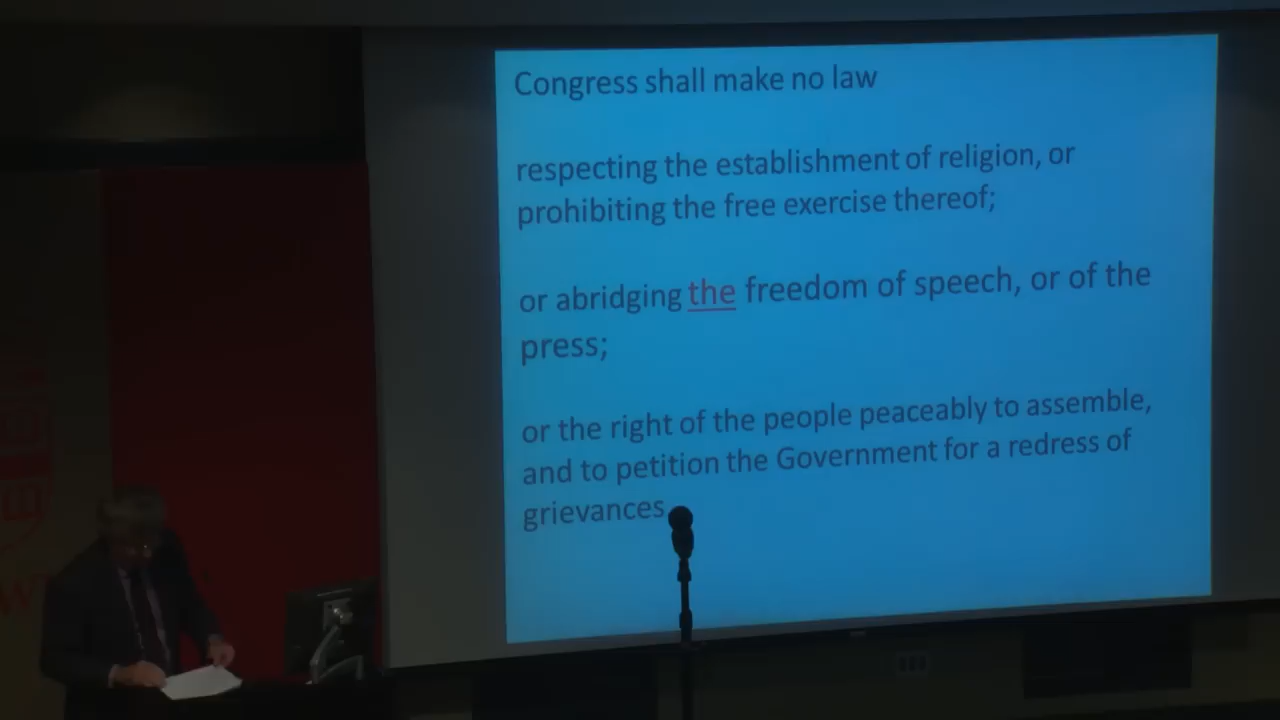 Congress shall make no law
respecting the establishment of religion, or
prohibiting the free exercise thereof;
or abridging the freedom of speech, or of the
press;
or the right of the people peaceably to assemble,
and to petition the Government for a redress of
grievances